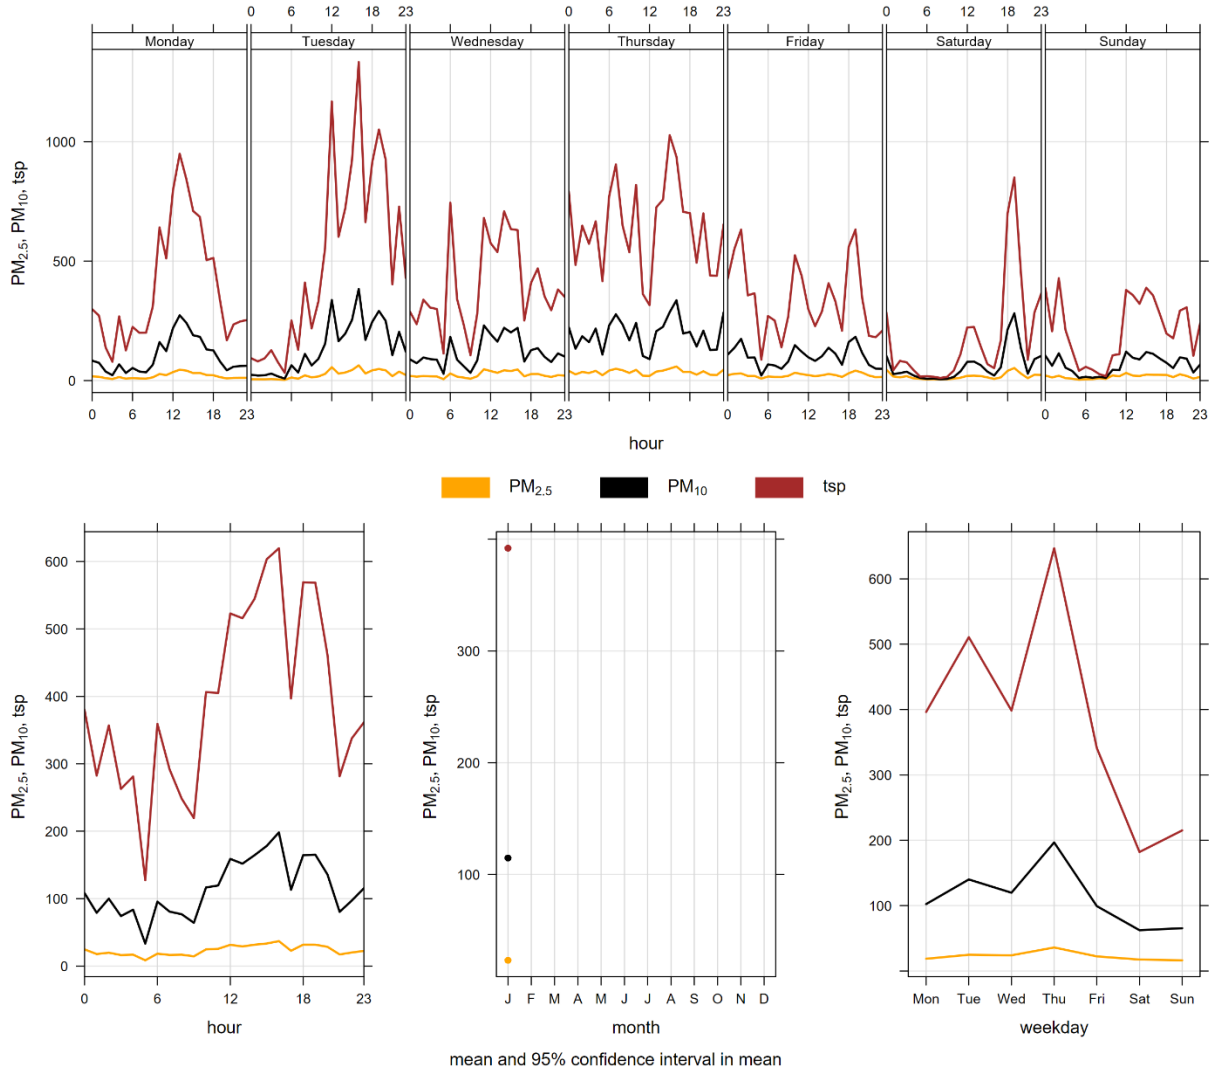 0 6 12 18 23 0 6 12 18 23 0 6 12 18 23 0 6 12 18 23
Monday Tuesday Wednesday Thursday Friday Saturday Sunday
1000
500
0
PM2.5, PM10, tsp
0 6 12 18 23 0 6 12 18 23 0 6 12 18 23 0 6 12 18 23
hour
PM2.5 PM10 tsp
600
500
400
300
200
100
0
PM2.5, PM10, tsp
0 6 12 18 23
hour
300
200
100
PM2.5, PM10, tsp
J F M A M J J A S O N D
month
600
500
400
300
200
100
PM2.5, PM10, tsp
Mon Tue Wed Thu Fri Sat Sun
weekday
mean and 95% confidence interval in mean